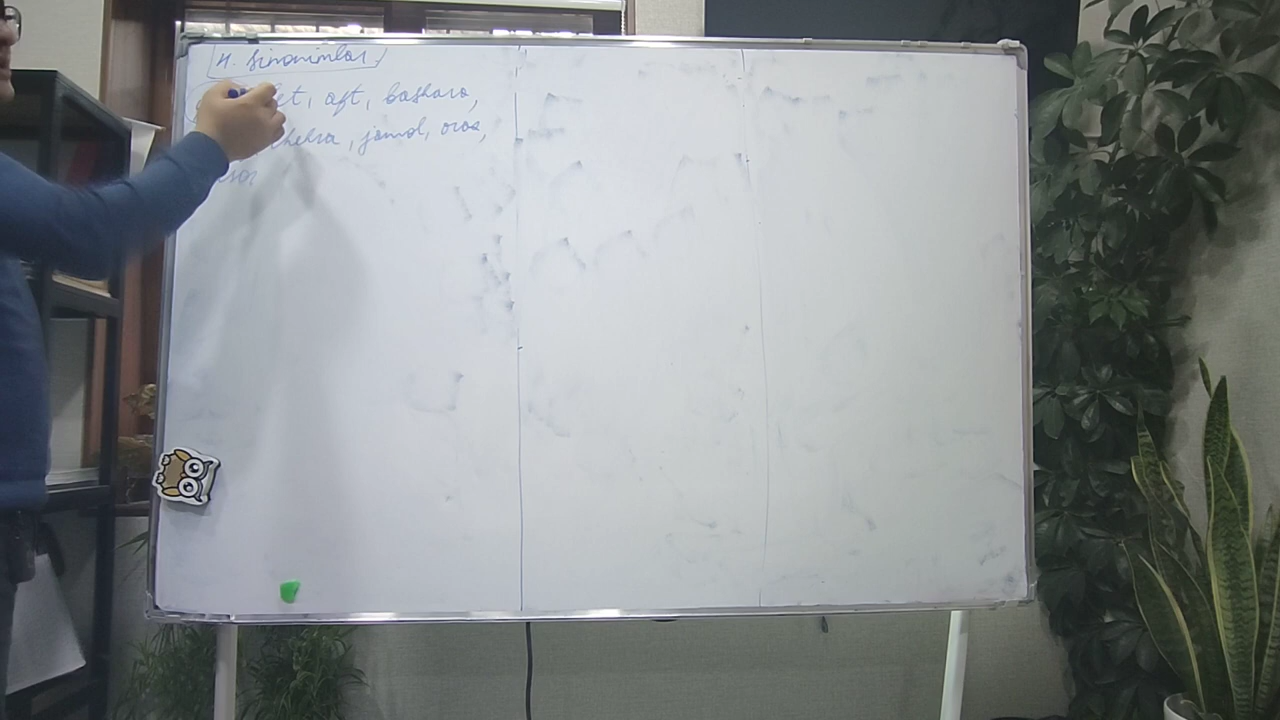 4. Sinonimlar
aft, bashara,
chehra, jamol, oraz,